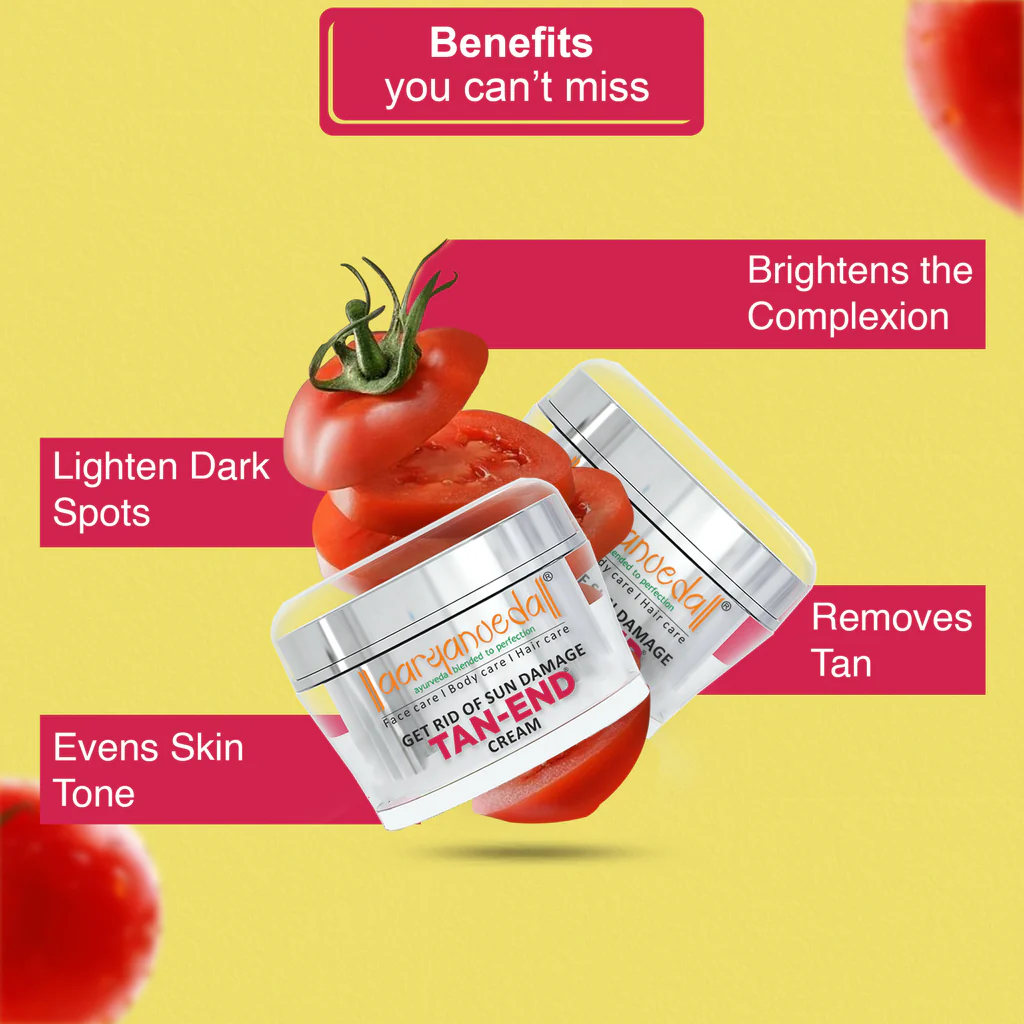 Benefits
you can't miss
Brightens the
Complexion
Lighten Dark
Spots
Removes
Tan
Evens Skin
Tone
aaryanoveda®
ayurveda blended to perfection
Face care I Body care I Hair care
GET RID OF SUN DAMAGE
TAN-END
CREAM